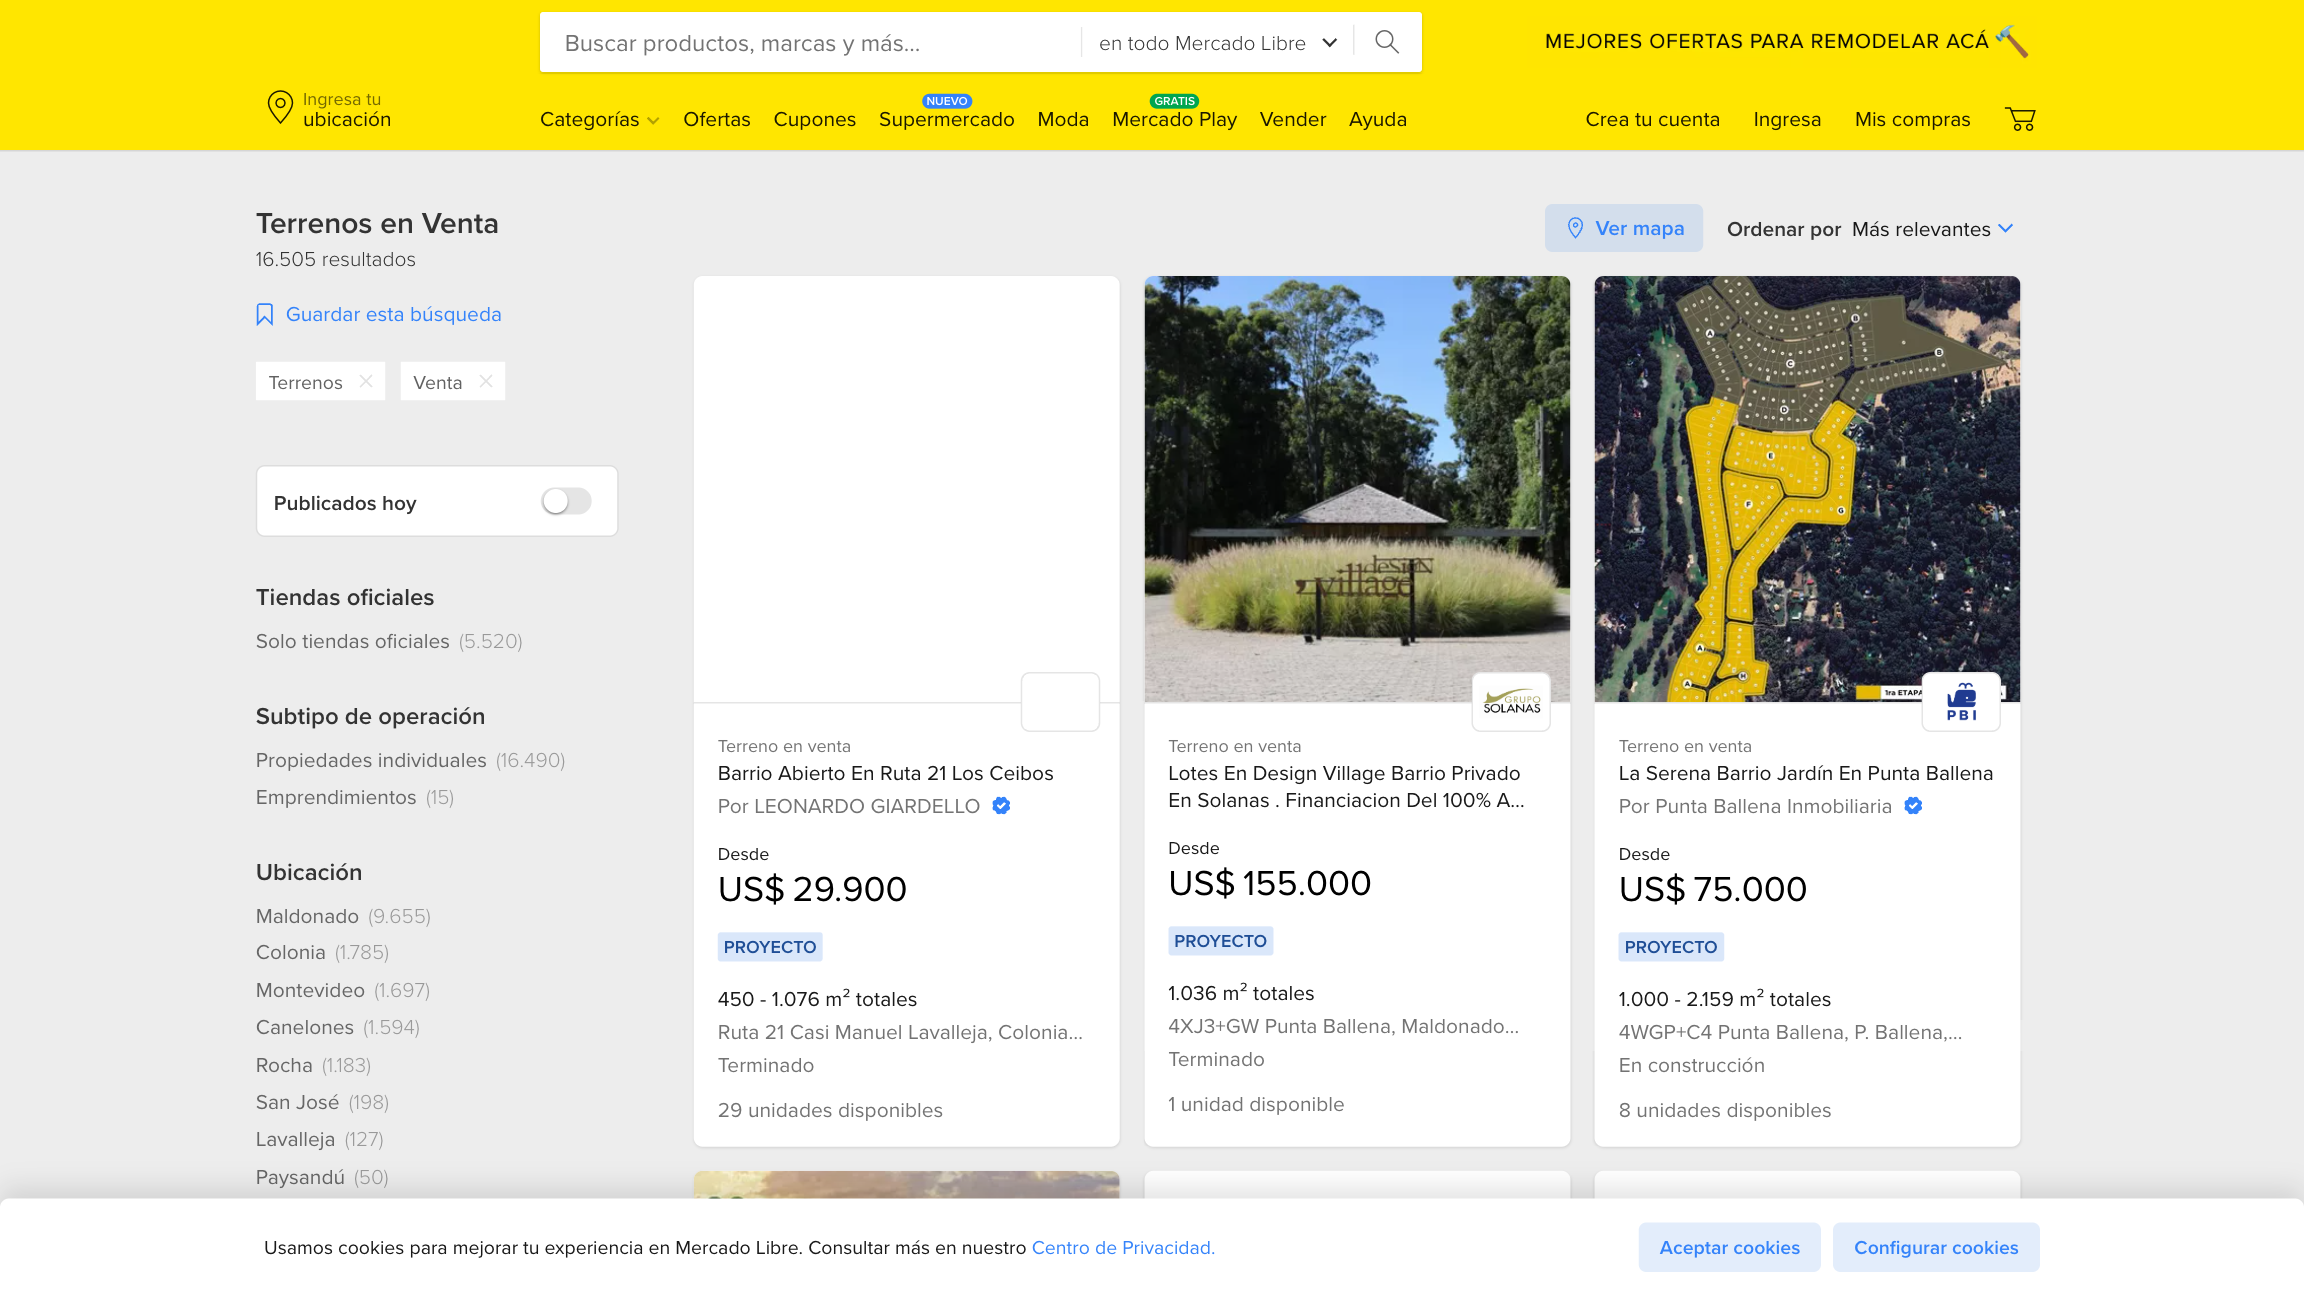 Buscar productos, marcas y más...
en todo Mercado Libre
MEJORES OFERTAS PARA REMODELAR ACÁ
Ingresa tu
ubicación
NUEVO
GRATIS
Categorías
Ofertas
Cupones
Supermercado
Moda
Mercado Play
Vender
Ayuda
Crea tu cuenta
Ingresa
Mis compras
Terrenos en Venta
16.505 resultados
Guardar esta búsqueda
Terrenos
Venta
Publicados hoy
Tiendas oficiales
Solo tiendas oficiales (5.520)
Subtipo de operación
Propiedades individuales (16.490)
Emprendimientos (15)
Ubicación
Maldonado (9.655)
Colonia (1.785)
Montevideo (1.697)
Canelones (1.594)
Rocha (1.183)
San José (198)
Lavalleja (127)
Paysandú (50)
Ver mapa
Ordenar por Más relevantes
Terreno en venta
Barrio Abierto En Ruta 21 Los Ceibos
Por LEONARDO GIARDELLO
Desde
US$ 29.900
PROYECTO
450 - 1.076 m² totales
Ruta 21 Casi Manuel Lavalleja, Colonia...
Terminado
29 unidades disponibles
design
village
GRUPO
SOLANAS
Terreno en venta
Lotes En Design Village Barrio Privado
En Solanas . Financiacion Del 100% A...
Desde
US$ 155.000
PROYECTO
1.036 m² totales
4XJ3+GW Punta Ballena, Maldonado...
Terminado
1 unidad disponible
1ra ETAPA
PBI
Terreno en venta
La Serena Barrio Jardín En Punta Ballena
Por Punta Ballena Inmobiliaria
Desde
US$ 75.000
PROYECTO
1.000 - 2.159 m² totales
4WGP+C4 Punta Ballena, P. Ballena,...
En construcción
8 unidades disponibles
Usamos cookies para mejorar tu experiencia en Mercado Libre. Consultar más en nuestro Centro de Privacidad.
Aceptar cookies
Configurar cookies